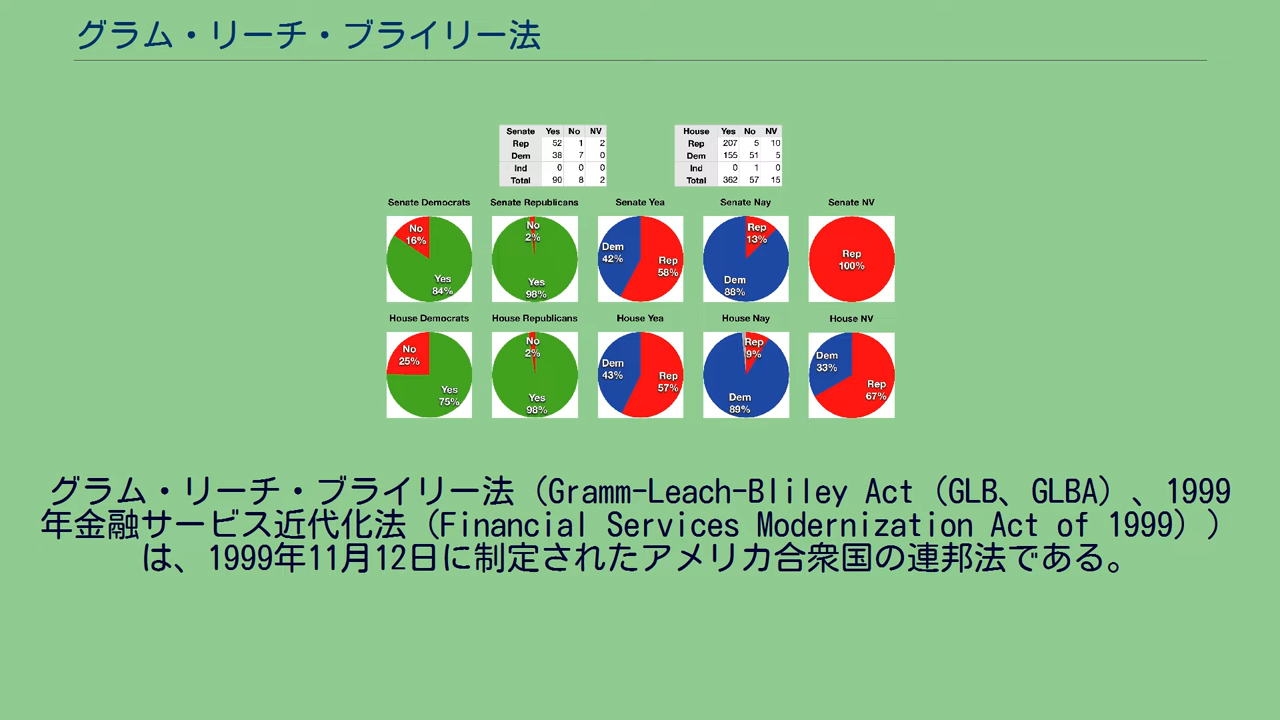 グラム・リーチ・ブライリー法
Senate Yes No NV
Rep 52 1 2
Dem 38 7 0
Ind 0 0 0
Total 90 8 2
House Yes No NV
Rep 207 5 10
Dem 155 51 5
Ind 0 1 0
Total 362 57 15
Senate Democrats
No
16%
Yes
84%
Senate Republicans
No
2%
Yes
98%
Senate Yea
Dem
42%
Rep
58%
Senate Nay
Rep
13%
Dem
88%
Senate NV
Rep
100%
House Democrats
No
25%
Yes
75%
House Republicans
No
2%
Yes
98%
House Yea
Dem
43%
Rep
57%
House Nay
Rep
9%
Dem
89%
House NV
Dem
33%
Rep
67%
グラム・リーチ・ブライリー法（Gramm-Leach-Bliley Act（GLB、GLBA）、1999
年金融サービス近代化法（Financial Services Modernization Act of 1999））
は、1999年11月12日に制定されたアメリカ合衆国の連邦法である。